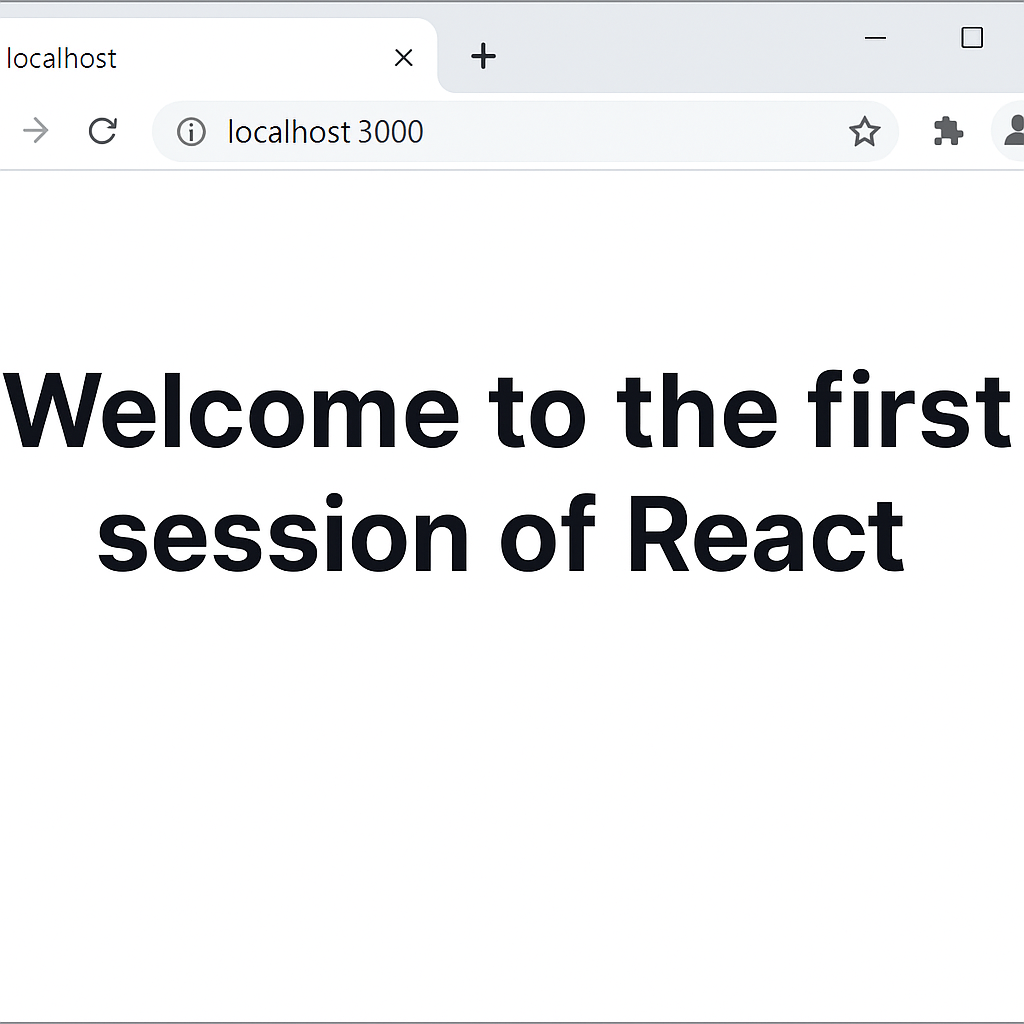 localhost
localhost 3000
Welcome to the first
session of React